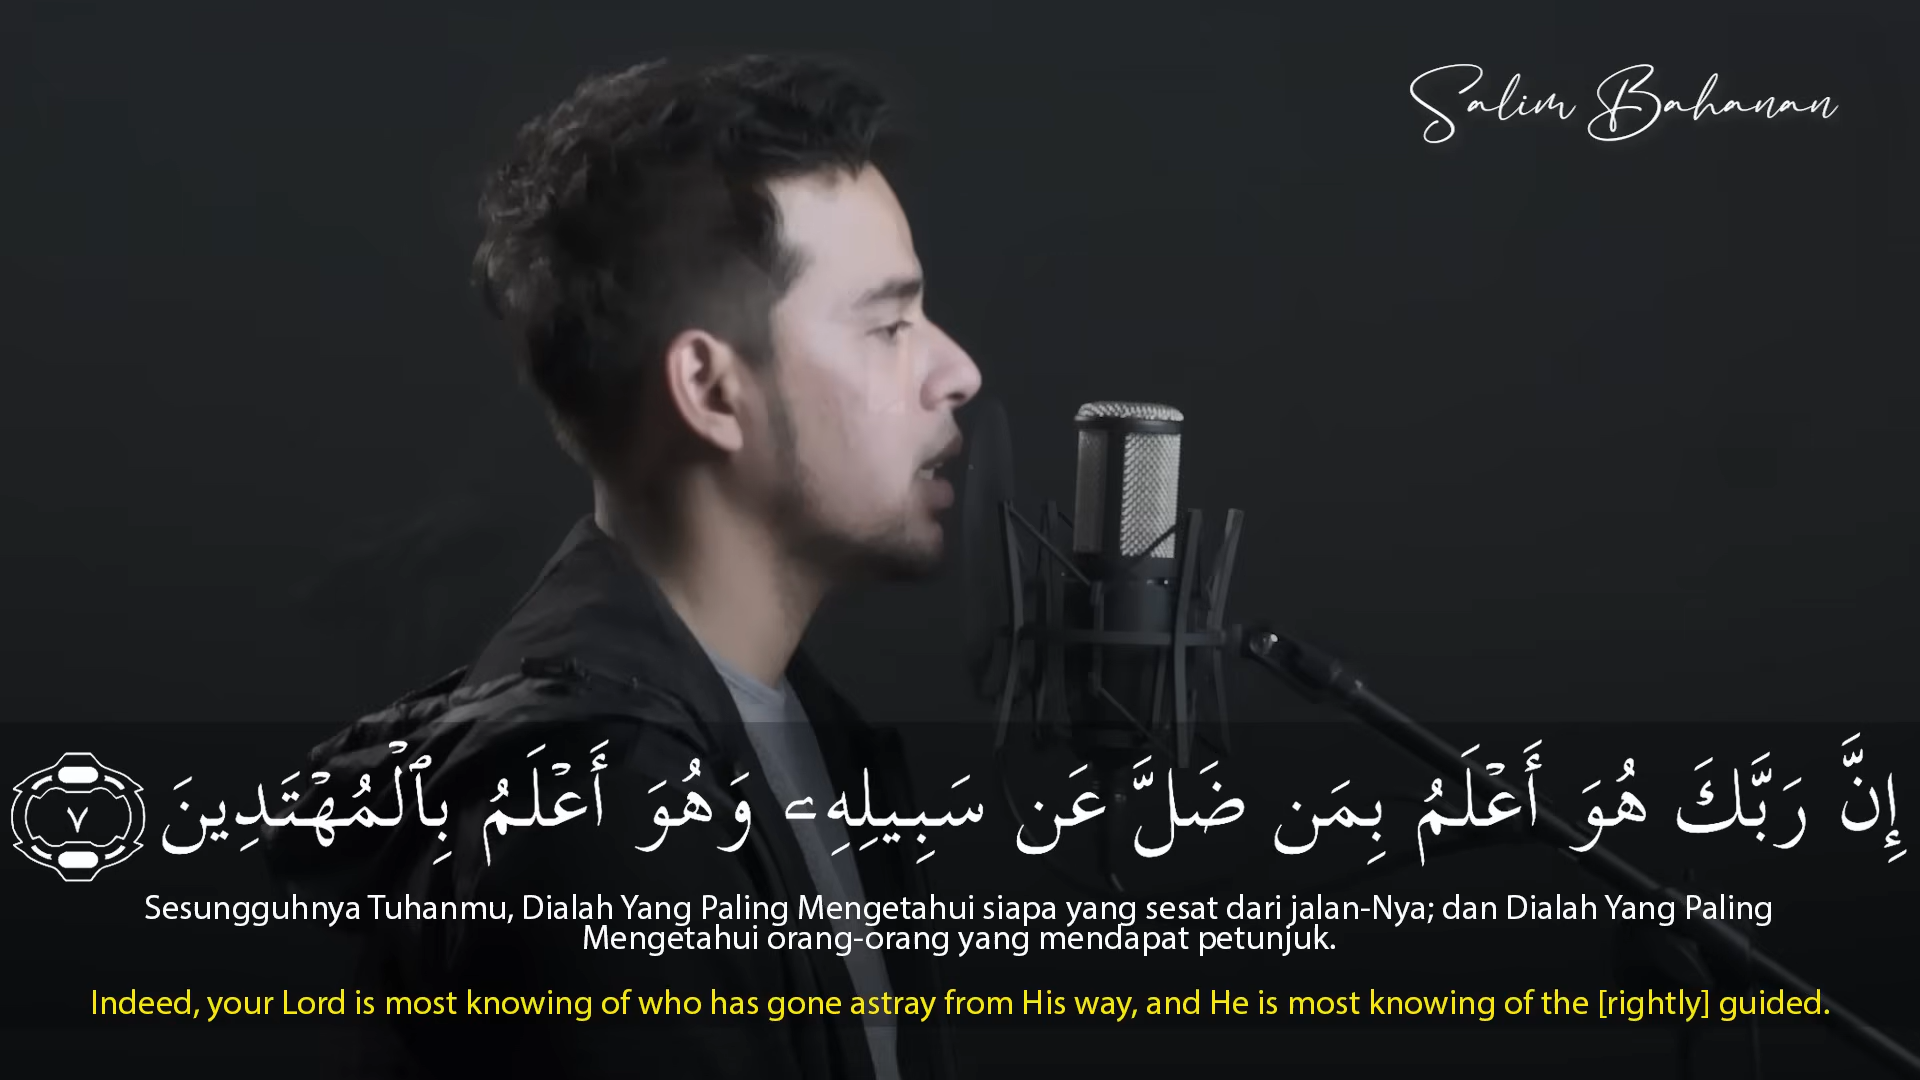 Salim Bahanan
إِنَّ رَبَّكَ هُوَ أَعْلَمُ بِمَن ضَلَّ عَن سَبِيلِهِۦ وَهُوَ أَعْلَمُ بِٱلْمُهْتَدِينَ ٧
Sesungguhnya Tuhanmu, Dialah Yang Paling Mengetahui siapa yang sesat dari jalan-Nya; dan Dialah Yang Paling
Mengetahui orang-orang yang mendapat petunjuk.
Indeed, your Lord is most knowing of who has gone astray from His way, and He is most knowing of the [rightly] guided.